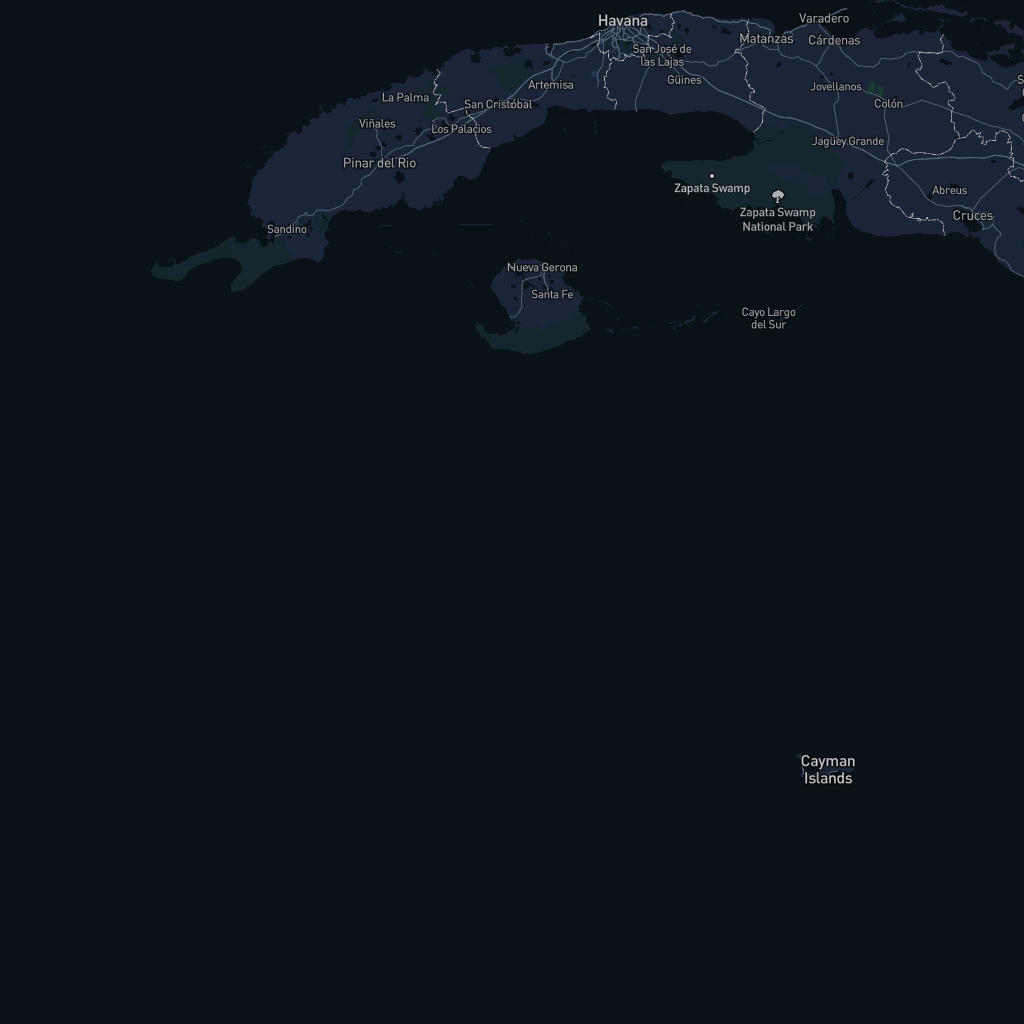 Havana
Varadero
Matanzas
Cárdenas
San José de
las Lajas
Artemisa
Güines
Jovellanos
La Palma
San Cristóbal
Colón
Viñales
Los Palacios
Jagüey Grande
Pinar del Rio
Zapata Swamp
Abreus
Zapata Swamp
National Park
Cruces
Sandino
Nueva Gerona
Santa Fe
Cayo Largo
del Sur
Cayman
Islands